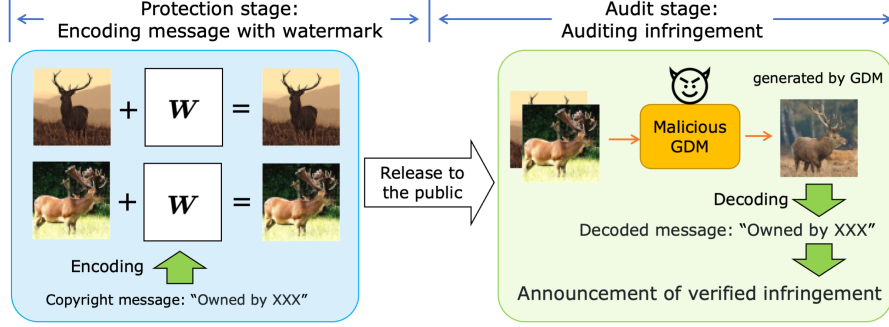 Protection stage:
Encoding message with watermark
W
W
Encoding
Copyright message: “Owned by XXX”
Release to
the public
Audit stage:
Auditing infringement
generated by GDM
Malicious
GDM
Decoding
Decoded message: “Owned by XXX”
Announcement of verified infringement